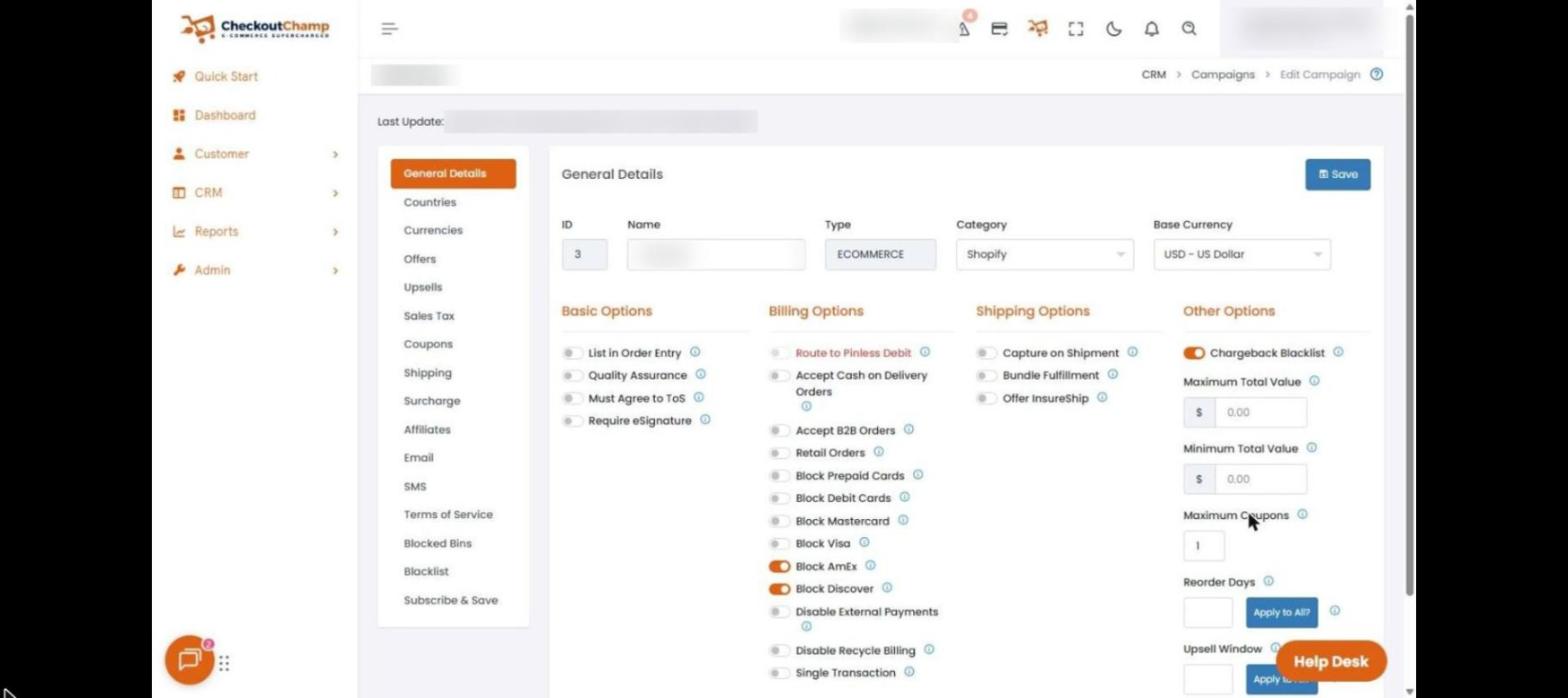 CheckoutChamp
E-COMMERCE SUPERCHARGED
4
Quick Start
Dashboard
Customer
CRM
Reports
Admin
CRM > Campaigns > Edit Campaign
Last Update:
General Details
Countries
Currencies
Offers
Upsells
Sales Tax
Coupons
Shipping
Surcharge
Affiliates
Email
SMS
Terms of Service
Blocked Bins
Blacklist
Subscribe & Save
General Details
Save
ID
3
Name
Type
ECOMMERCE
Category
Shopify
Base Currency
USD - US Dollar
Basic Options
List in Order Entry
Quality Assurance
Must Agree to ToS
Require eSignature
Billing Options
Route to Pinless Debit
Accept Cash on Delivery
Orders
Accept B2B Orders
Retail Orders
Block Prepaid Cards
Block Debit Cards
Block Mastercard
Block Visa
Block AmEx
Block Discover
Disable External Payments
Disable Recycle Billing
Single Transaction
Shipping Options
Capture on Shipment
Bundle Fulfillment
Offer InsureShip
Other Options
Chargeback Blacklist
Maximum Total Value
$ 0.00
Minimum Total Value
$ 0.00
Maximum Coupons
1
Reorder Days
Apply to All?
Upsell Window
Apply to
Help Desk
2